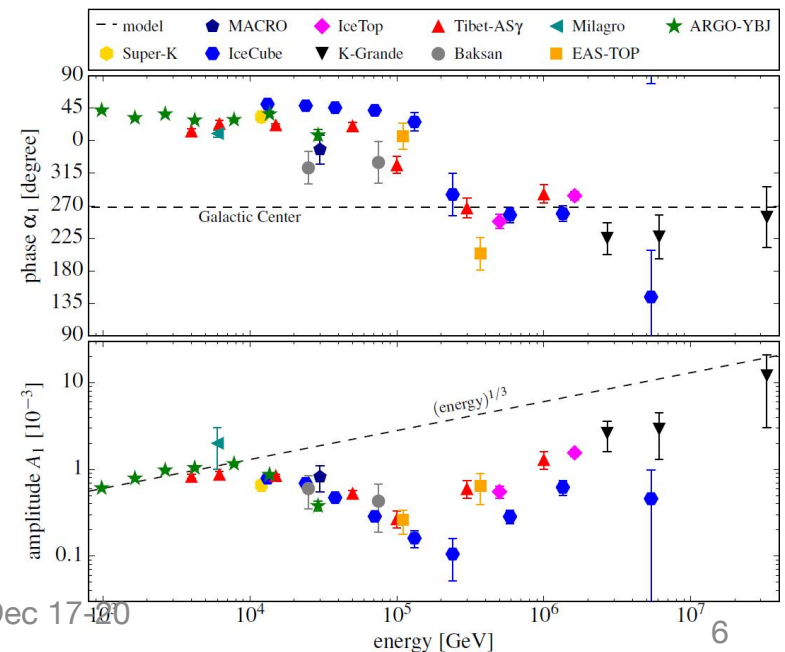 model MACRO IceTop Tibet-ASγ Milagro ARGO-YBJ
Super-K IceCube K-Grande Baksan EAS-TOP
phase α₁ [degree]
90
45
0
315
270
225
180
135
90
Galactic Center
amplitude A₁ [10⁻³]
10
1
0.1
(energy)¹/³
10³ 10⁴ 10⁵ 10⁶ 10⁷
energy [GeV]
Dec 17-20
6